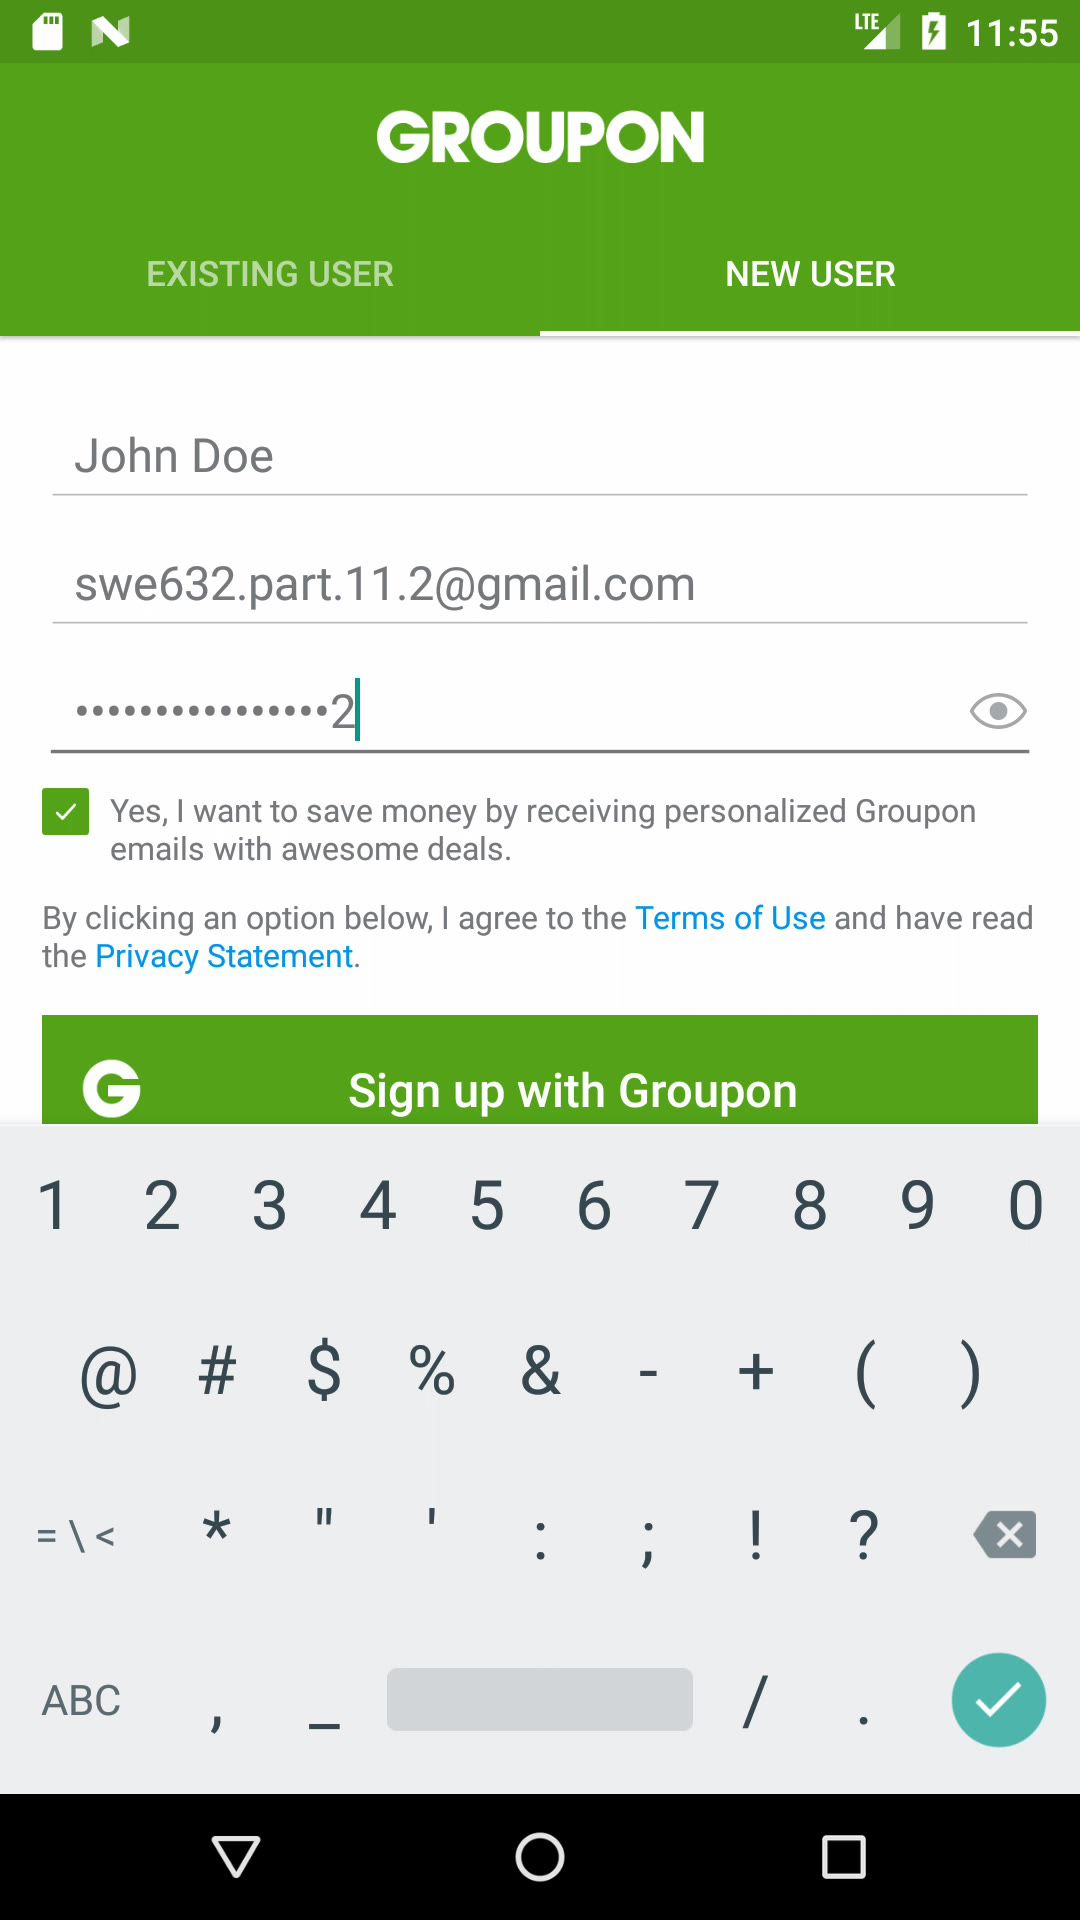 LTE 11:55
GROUPON
EXISTING USER NEW USER
John Doe
swe632.part.11.2@gmail.com
••••••••••••••••2
Yes, I want to save money by receiving personalized Groupon
emails with awesome deals.
By clicking an option below, I agree to the Terms of Use and have read
the Privacy Statement.
G Sign up with Groupon
1 2 3 4 5 6 7 8 9 0
@ # $ % & - + ( )
= \ < * " ' : ; ! ?
ABC , _ / .